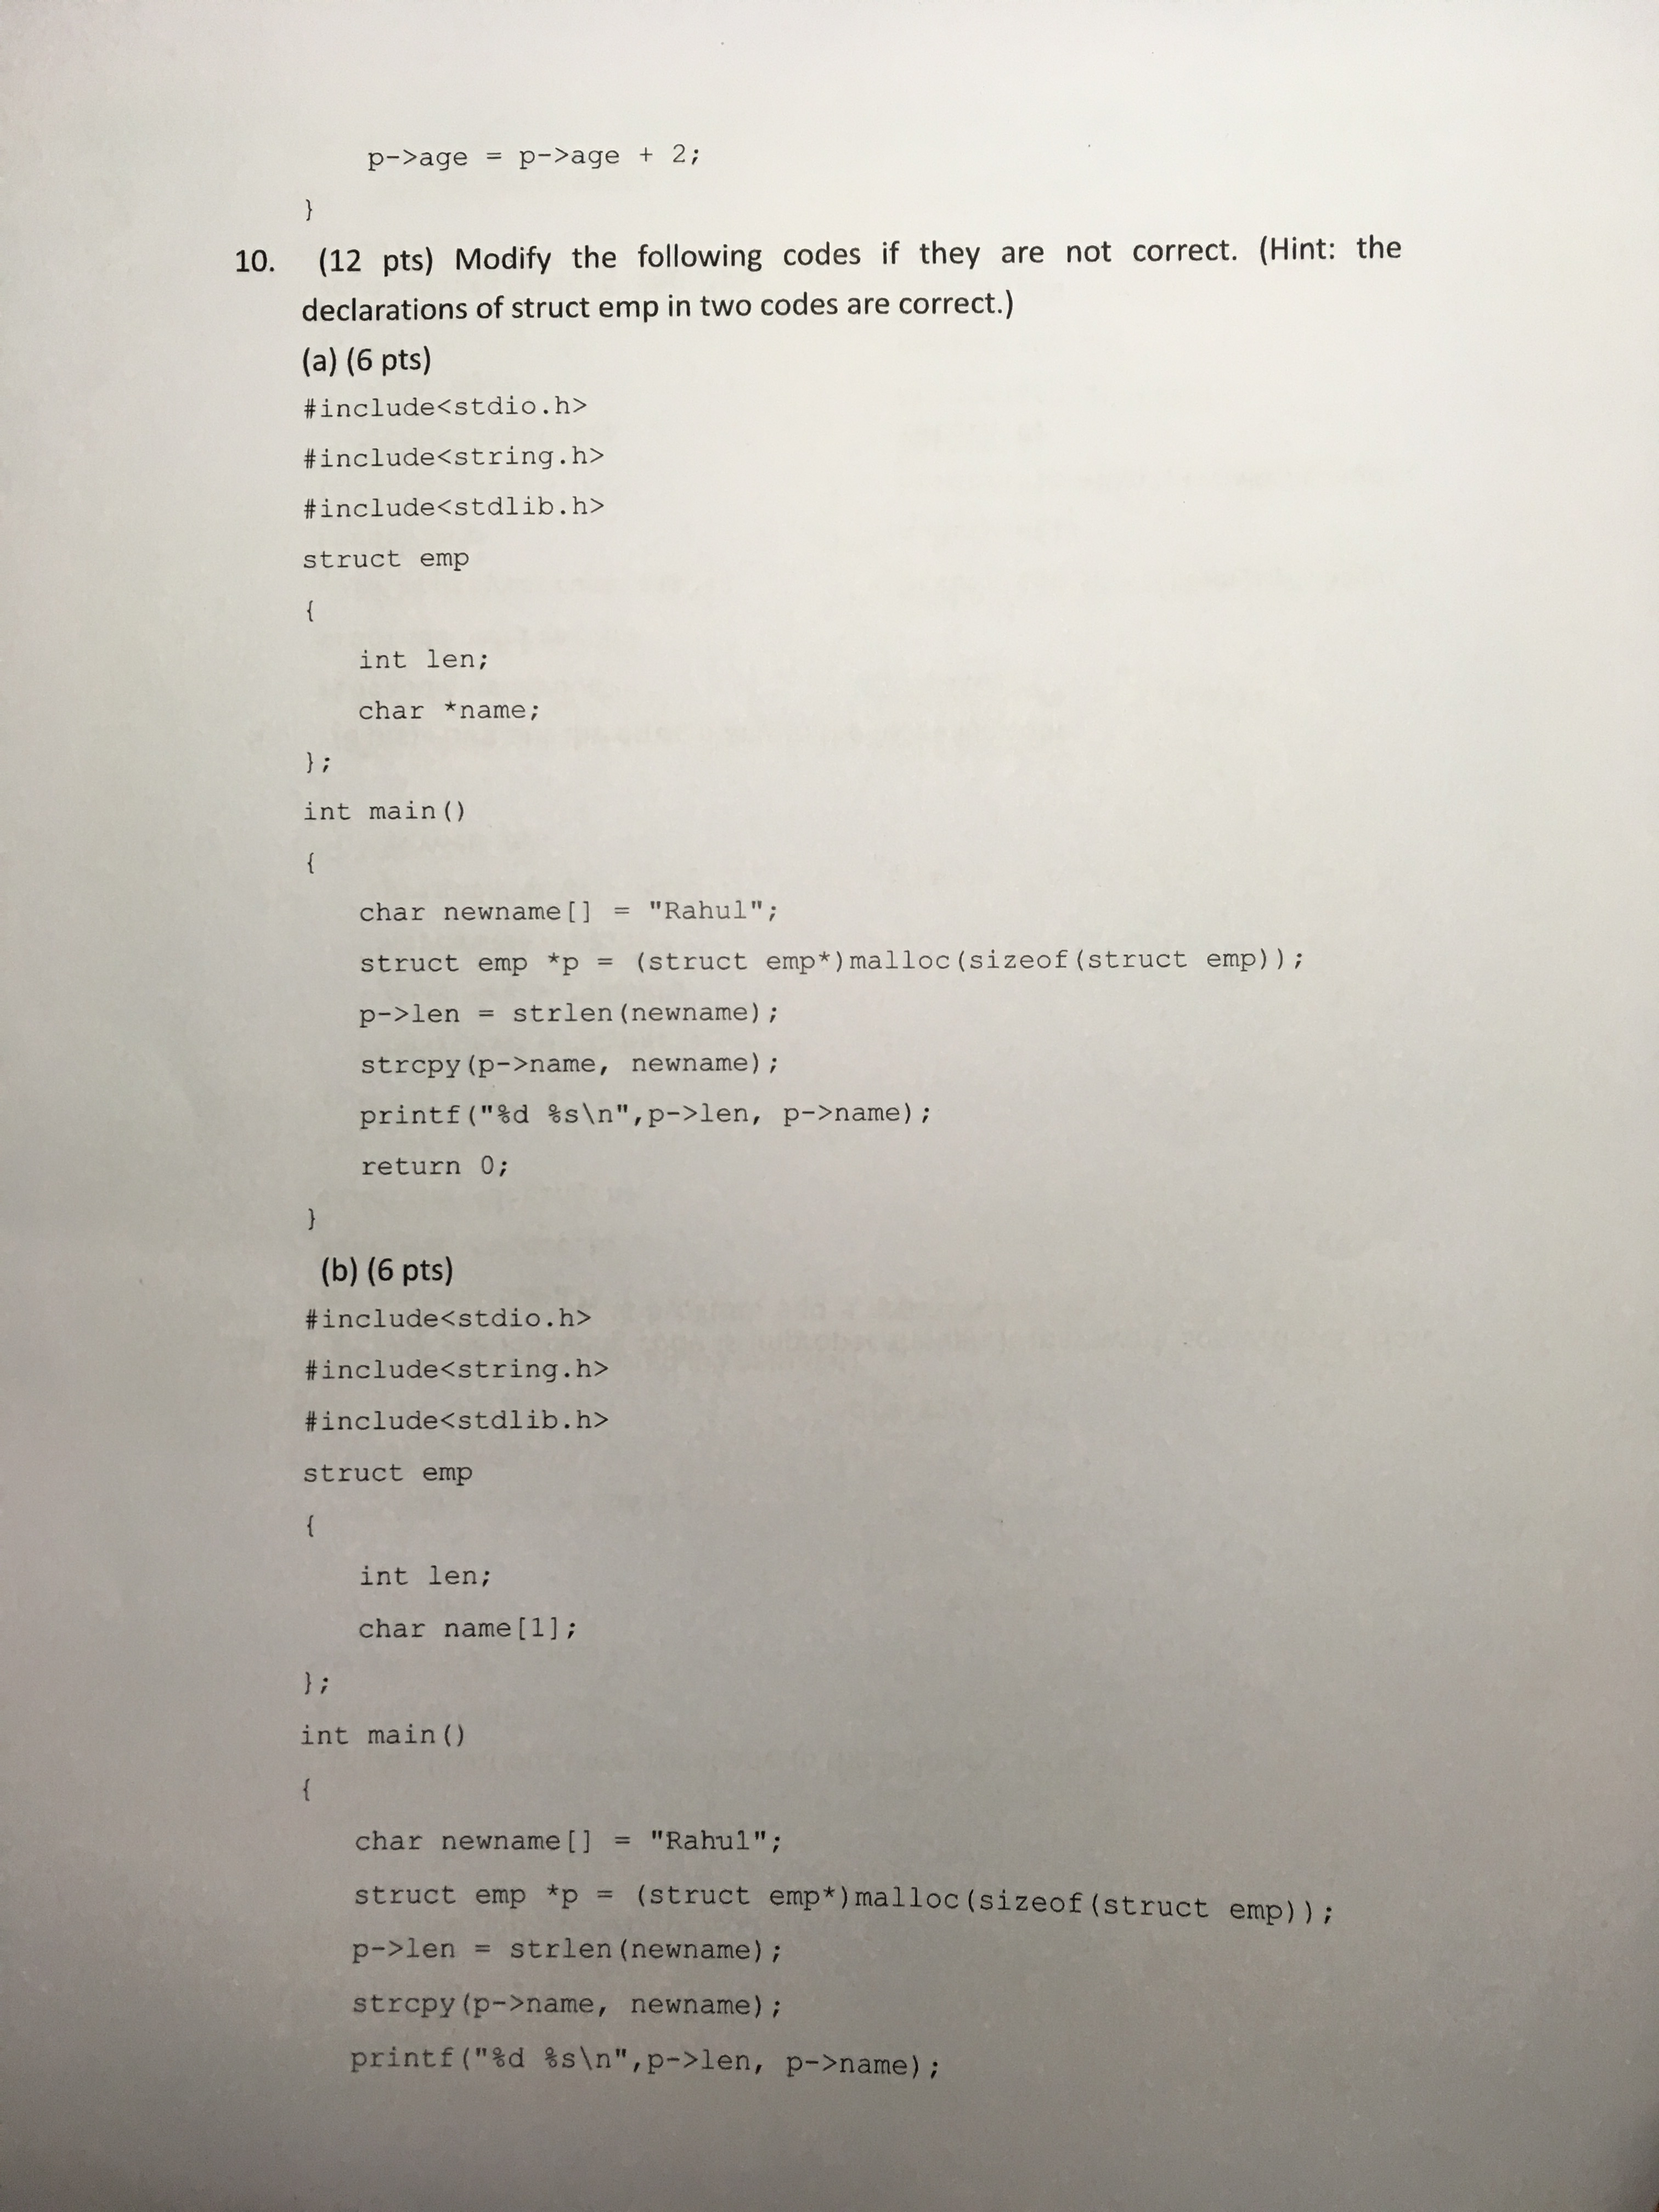 p->age = p->age + 2;
}
10. (12 pts) Modify the following codes if they are not correct. (Hint: the
declarations of struct emp in two codes are correct.)
(a) (6 pts)
#include<stdio.h>
#include<string.h>
#include<stdlib.h>
struct emp
{
int len;
char *name;
};
int main()
{
char newname[] = "Rahul";
struct emp *p = (struct emp*)malloc(sizeof(struct emp));
p->len = strlen(newname);
strcpy(p->name, newname);
printf("%d %s\n",p->len, p->name);
return 0;
}
(b) (6 pts)
#include<stdio.h>
#include<string.h>
#include<stdlib.h>
struct emp
{
int len;
char name[1];
};
int main()
{
char newname[] = "Rahul";
struct emp *p = (struct emp*)malloc(sizeof(struct emp));
p->len = strlen(newname);
strcpy(p->name, newname);
printf("%d %s\n",p->len, p->name);